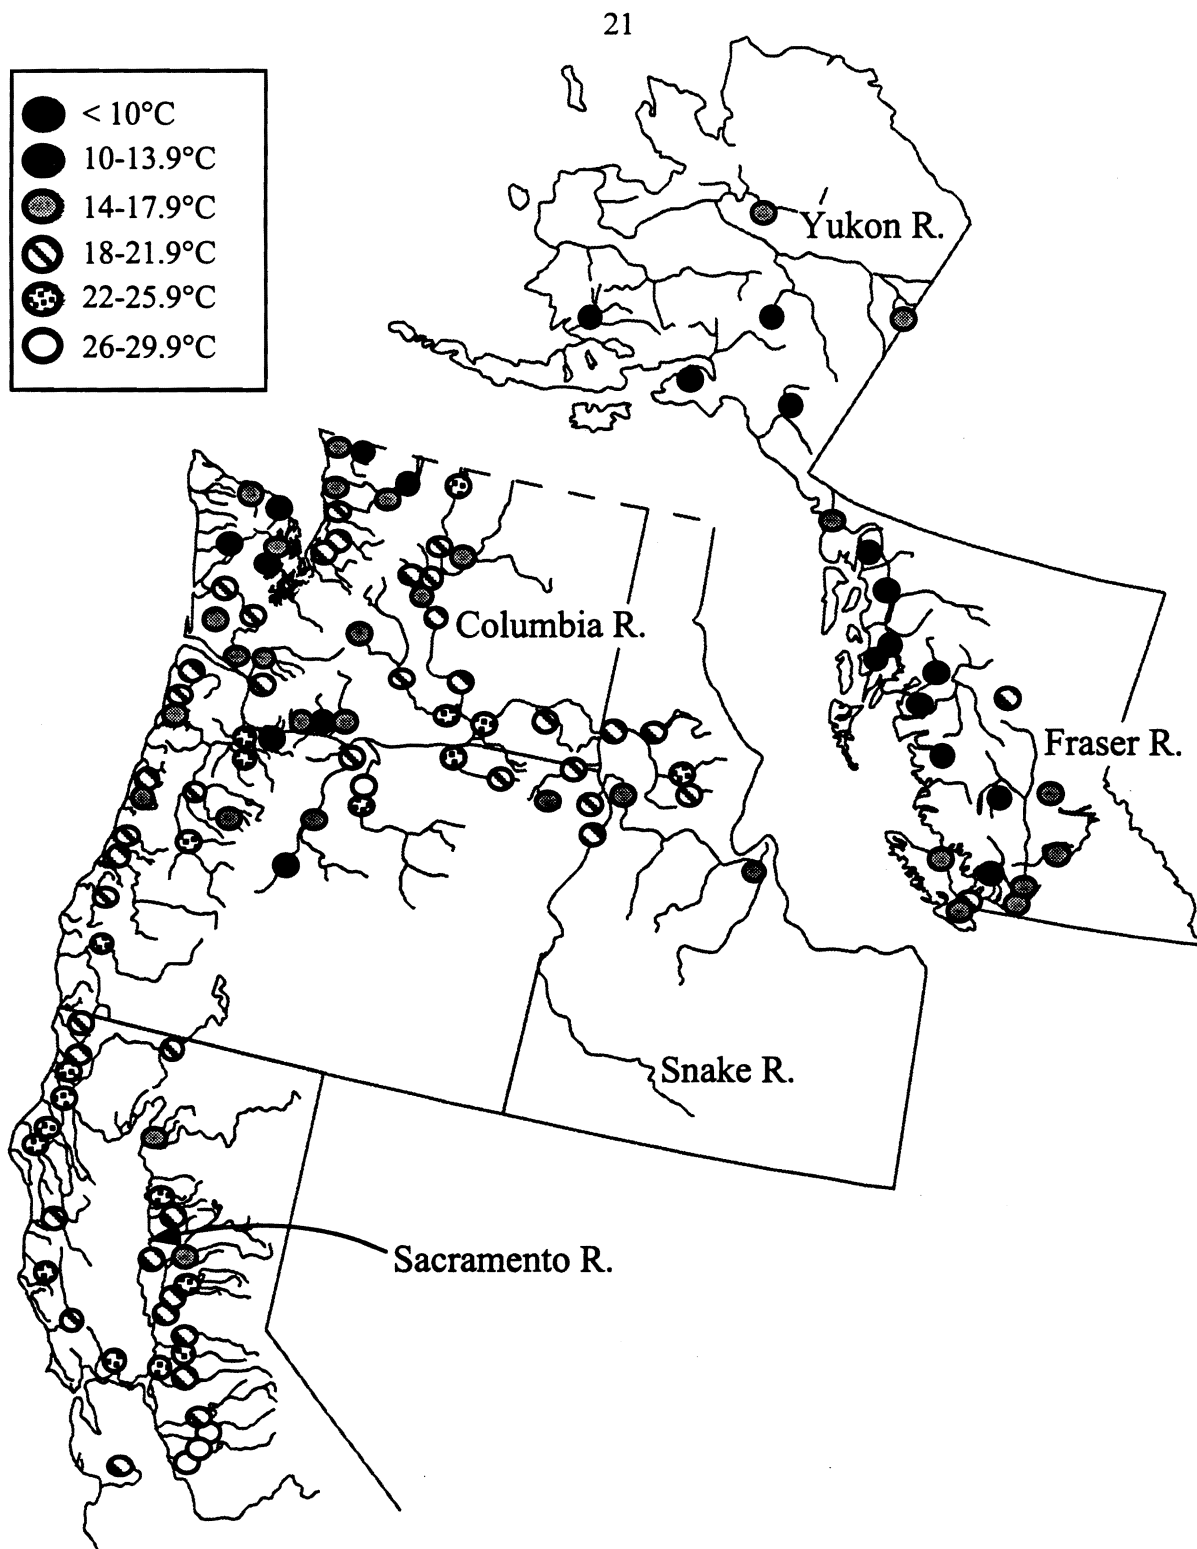 21
< 10°C
10-13.9°C
14-17.9°C
18-21.9°C
22-25.9°C
26-29.9°C
Yukon R.
Columbia R.
Fraser R.
Snake R.
Sacramento R.